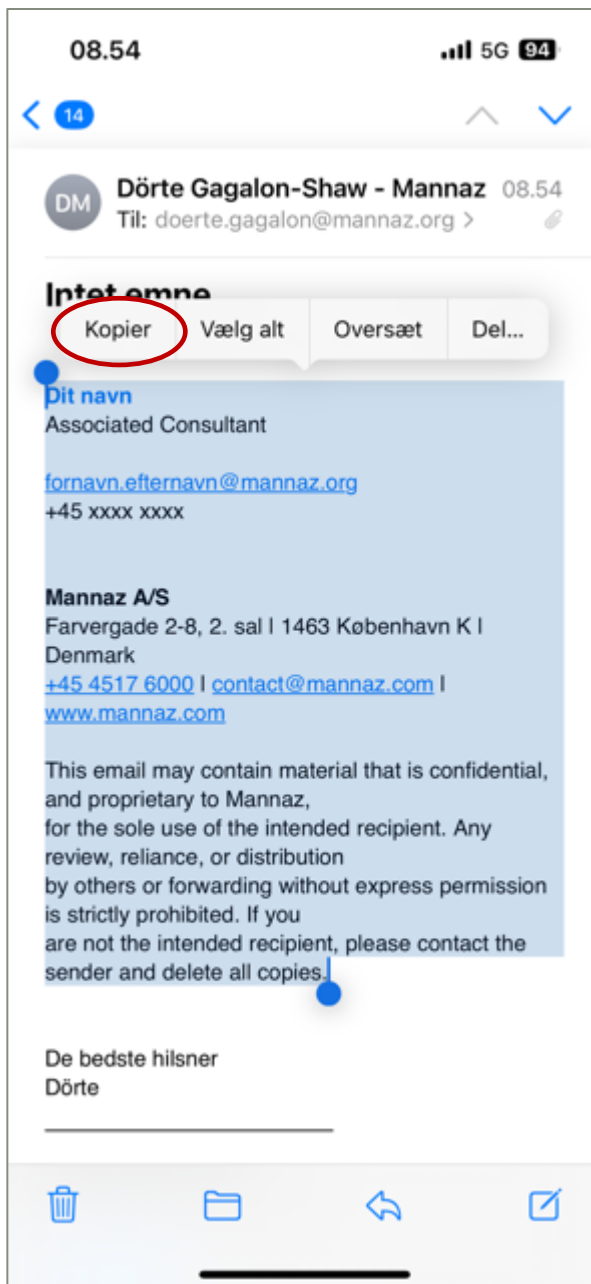 08.54
5G 94
14
DM
Dörte Gagalon-Shaw - Mannaz 08.54
Til: doerte.gagalon@mannaz.org >
Intet emne
Kopier Vælg alt Oversæt Del...
Dit navn
Associated Consultant
fornavn.efternavn@mannaz.org
+45 xxxx xxxx
Mannaz A/S
Farvergade 2-8, 2. sal l 1463 København K l
Denmark
+45 4517 6000 l contact@mannaz.com l
www.mannaz.com
This email may contain material that is confidential,
and proprietary to Mannaz,
for the sole use of the intended recipient. Any
review, reliance, or distribution
by others or forwarding without express permission
is strictly prohibited. If you
are not the intended recipient, please contact the
sender and delete all copies.
De bedste hilsner
Dörte